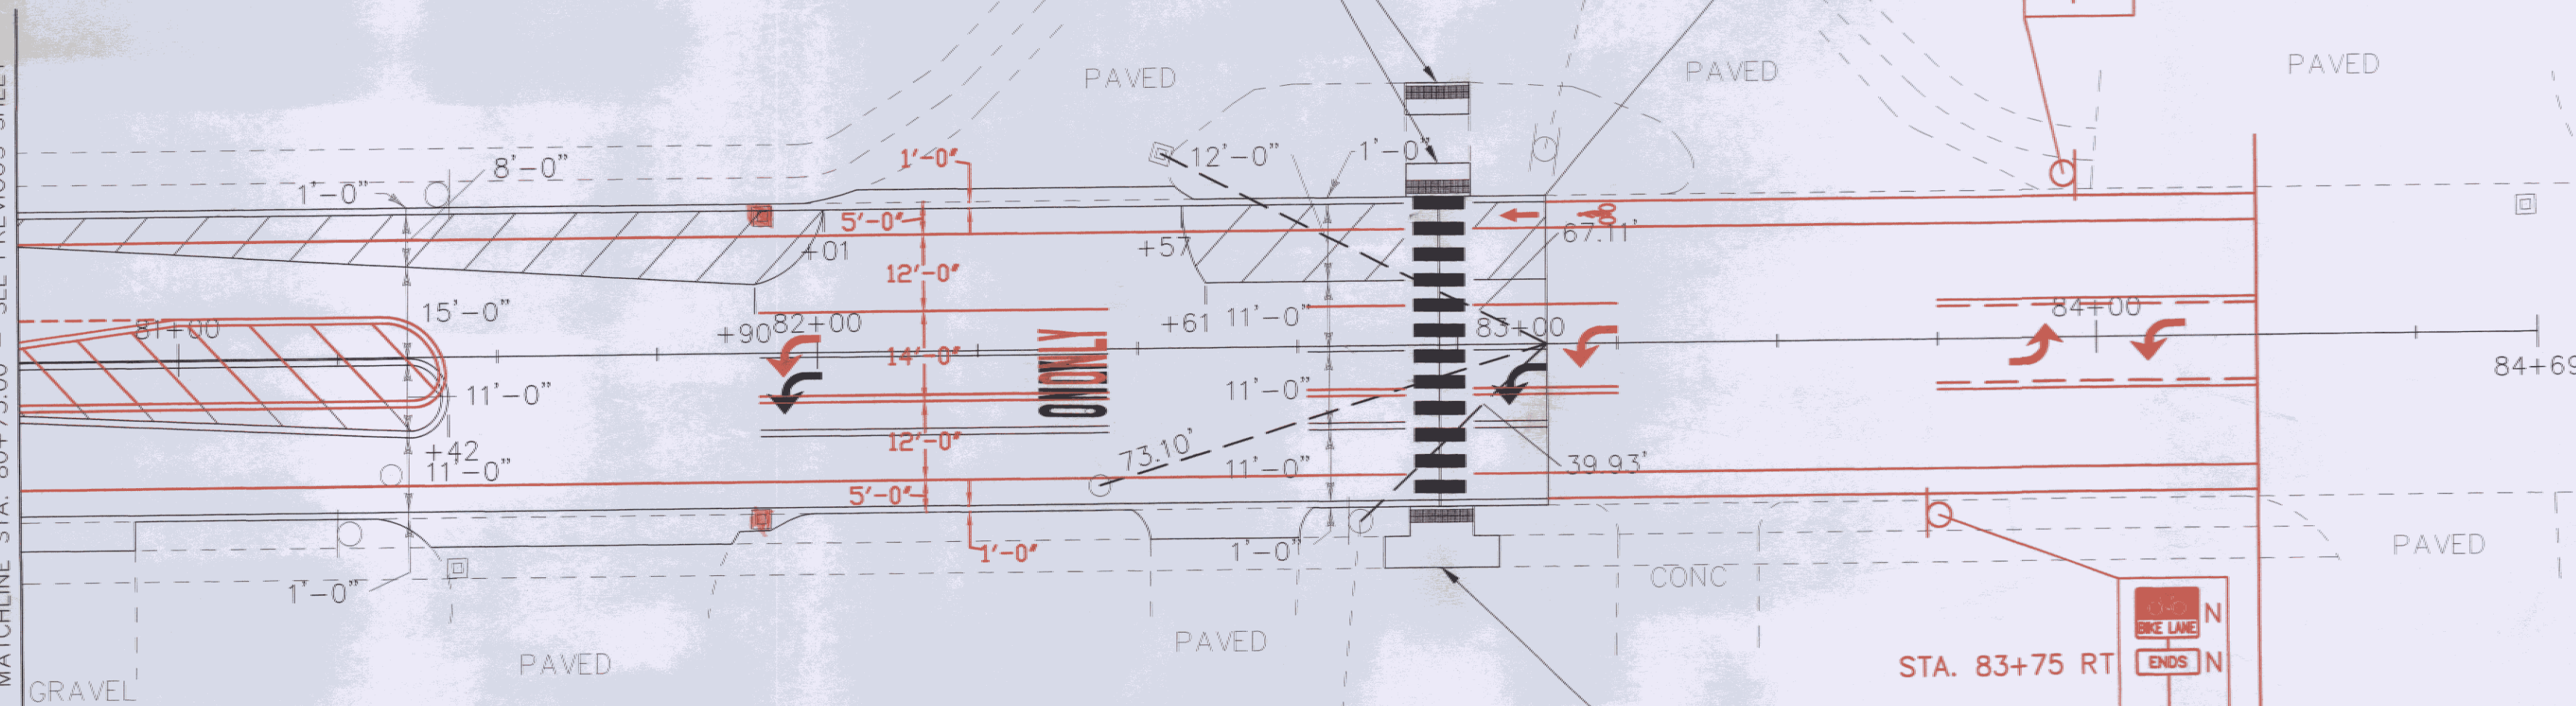 MATCHLINE STA. 80+75.00 - SEE PREVIOUS SHEET
PAVED
PAVED
PAVED
1'-0"
8'-0"
1'-0"
12'-0"
1'-0"
5'-0"
+01
+57
67.11'
12'-0"
81+00
15'-0"
+90
82+00
+61
11'-0"
83+00
84+00
14'-0"
ONLY
ONLY
84+69
11'-0"
11'-0"
+42
11'-0"
12'-0"
73.10'
11'-0"
39.93'
5'-0"
1'-0"
1'-0"
1'-0"
CONC
PAVED
PAVED
PAVED
GRAVEL
BIKE LANE
N
STA. 83+75 RT
ENDS
N